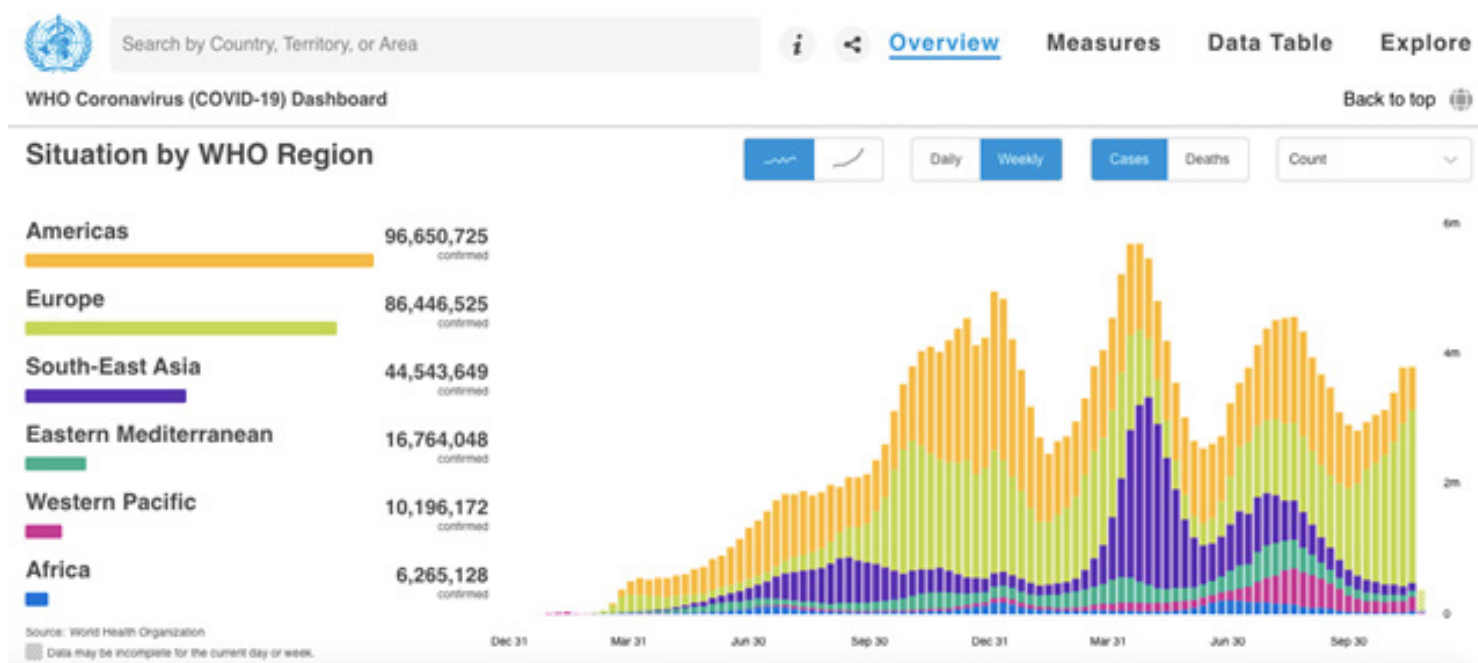 Search by Country, Territory, or Area
i
Overview
Measures
Data Table
Explore
WHO Coronavirus (COVID-19) Dashboard
Back to top
Situation by WHO Region
Daily
Weekly
Cases
Deaths
Count
Americas
96,650,725
confirmed
Europe
86,446,525
confirmed
South-East Asia
44,543,649
confirmed
Eastern Mediterranean
16,764,048
confirmed
Western Pacific
10,196,172
confirmed
Africa
6,265,128
confirmed
Source: World Health Organization
Data may be incomplete for the current day or week.
6m
4m
2m
0
Dec 31
Mar 31
Jun 30
Sep 30
Dec 31
Mar 31
Jun 30
Sep 30